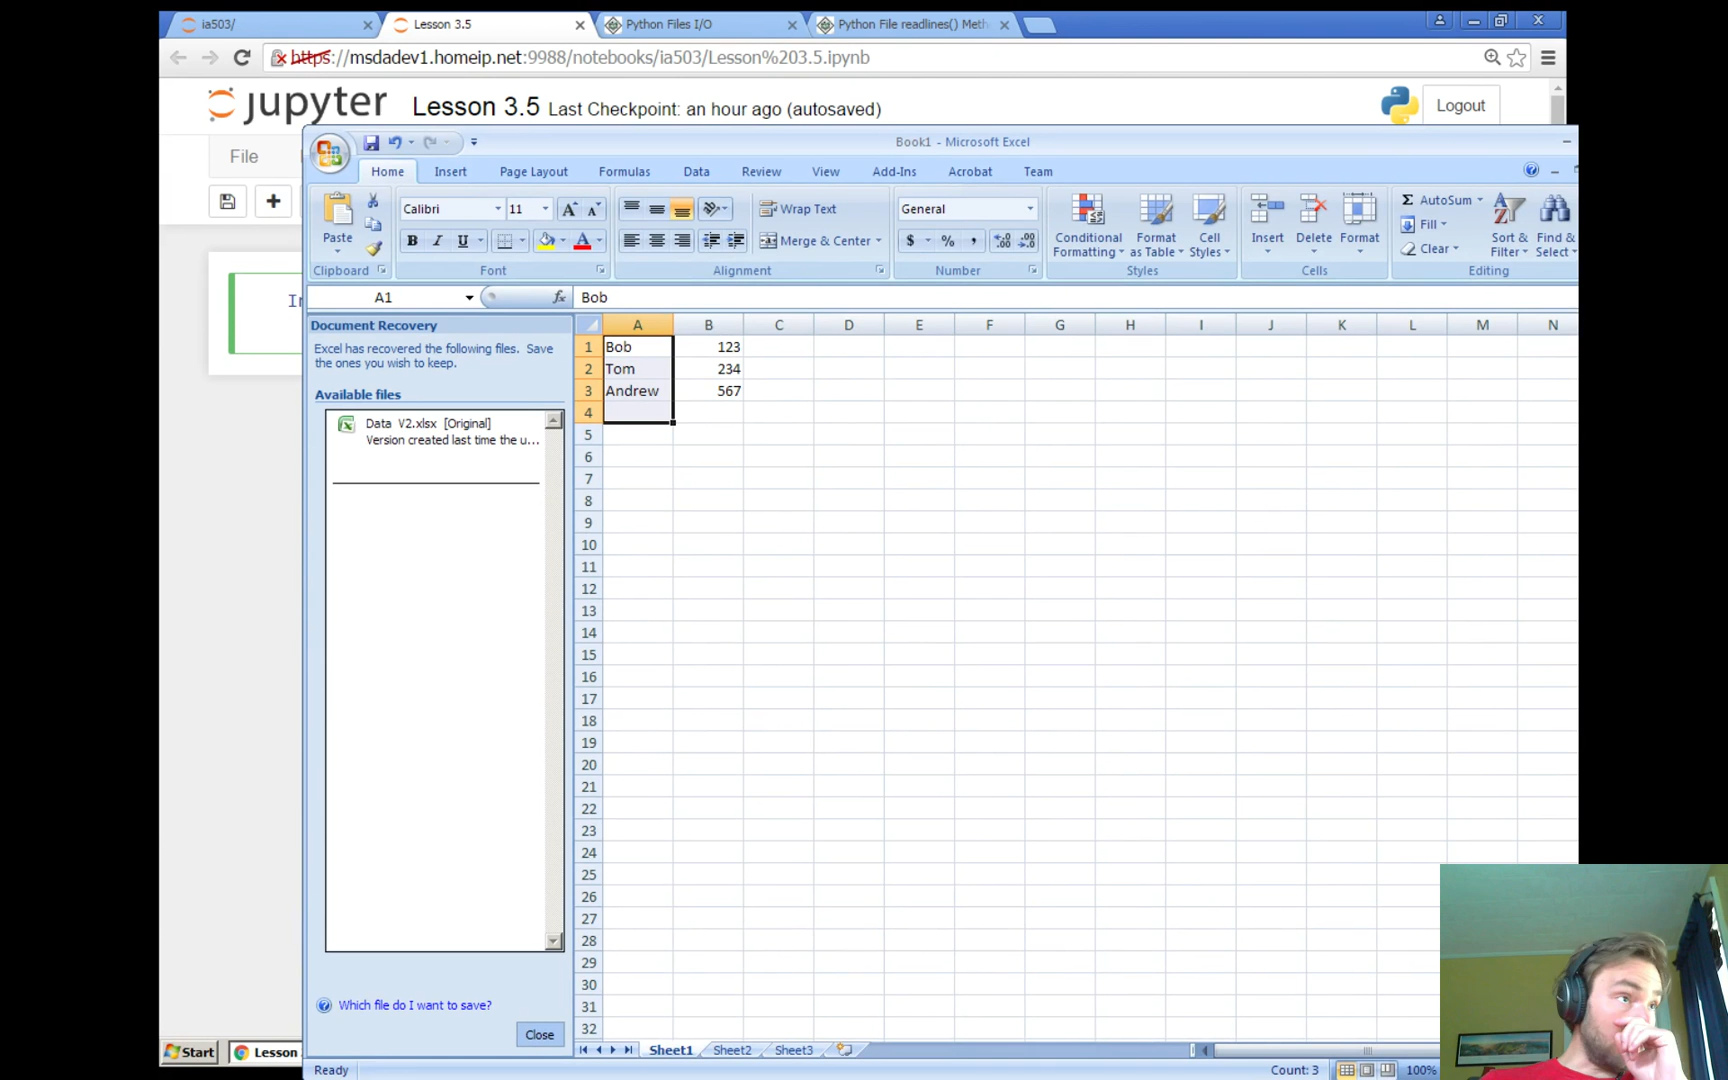 ia503/
Lesson 3.5
Python Files I/O
Python File readlines() Meth
https://msdadev1.homeip.net:9988/notebooks/ia503/Lesson%203.5.ipynb
jupyter Lesson 3.5 Last Checkpoint: an hour ago (autosaved)
Logout
File
Book1 - Microsoft Excel
Home Insert Page Layout Formulas Data Review View Add-Ins Acrobat Team
Calibri 11
Wrap Text
General
AutoSum
Fill
Clear
Paste
B I U
Merge & Center
$ % ,
Conditional Formatting
Format as Table
Cell Styles
Insert Delete Format
Sort & Filter
Find & Select
Clipboard Font Alignment Number Styles Cells Editing
In
A1 fx Bob
Document Recovery
Excel has recovered the following files. Save
the ones you wish to keep.
Available files
Data V2.xlsx [Original]
Version created last time the u...
Which file do I want to save?
Close
A B C D E F G H I J K L M N
1 Bob 123
2 Tom 234
3 Andrew 567
4
5
6
7
8
9
10
11
12
13
14
15
16
17
18
19
20
21
22
23
24
25
26
27
28
29
30
31
32
Sheet1 Sheet2 Sheet3
Start Lesson
Ready Count: 3 100%